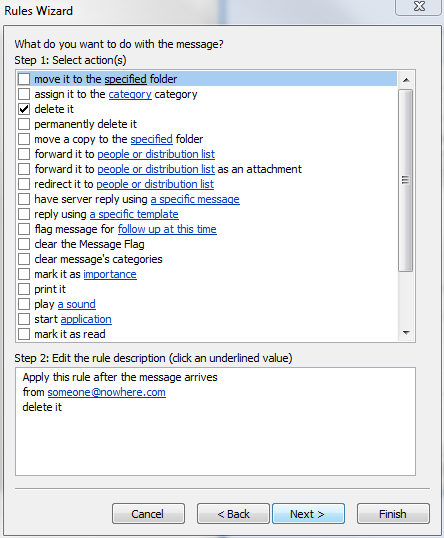 Rules Wizard
What do you want to do with the message?
Step 1: Select action(s)
move it to the specified folder
assign it to the category category
delete it
permanently delete it
move a copy to the specified folder
forward it to people or distribution list
forward it to people or distribution list as an attachment
redirect it to people or distribution list
have server reply using a specific message
reply using a specific template
flag message for follow up at this time
clear the Message Flag
clear message's categories
mark it as importance
print it
play a sound
start application
mark it as read
Step 2: Edit the rule description (click an underlined value)
Apply this rule after the message arrives
from someone@nowhere.com
delete it
Cancel < Back Next > Finish